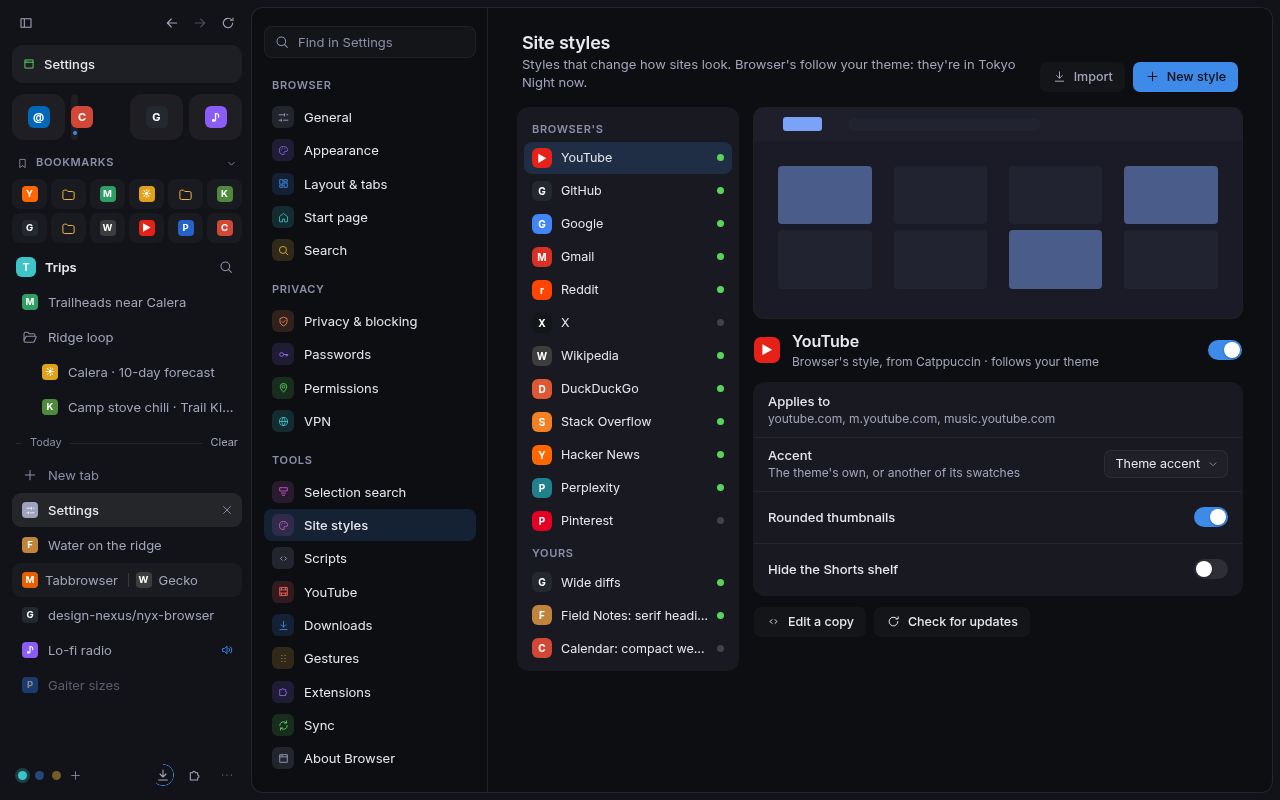 Settings
@
C
G
BOOKMARKS
Y
M
K
G
W
P
C
T Trips
M Trailheads near Calera
Ridge loop
Calera · 10-day forecast
K Camp stove chili · Trail Ki...
Today
Clear
New tab
Settings
F Water on the ridge
M Tabbrowser
W Gecko
G design-nexus/nyx-browser
Lo-fi radio
P Gaiter sizes
Find in Settings
BROWSER
General
Appearance
Layout & tabs
Start page
Search
PRIVACY
Privacy & blocking
Passwords
Permissions
VPN
TOOLS
Selection search
Site styles
Scripts
YouTube
Downloads
Gestures
Extensions
Sync
About Browser
Site styles
Styles that change how sites look. Browser's follow your theme: they're in Tokyo
Night now.
Import
New style
BROWSER'S
YouTube
G GitHub
G Google
M Gmail
r Reddit
X X
W Wikipedia
D DuckDuckGo
S Stack Overflow
Y Hacker News
P Perplexity
P Pinterest
YOURS
G Wide diffs
F Field Notes: serif headi...
C Calendar: compact we...
YouTube
Browser's style, from Catppuccin · follows your theme
Applies to
youtube.com, m.youtube.com, music.youtube.com
Accent
The theme's own, or another of its swatches
Theme accent
Rounded thumbnails
Hide the Shorts shelf
Edit a copy
Check for updates